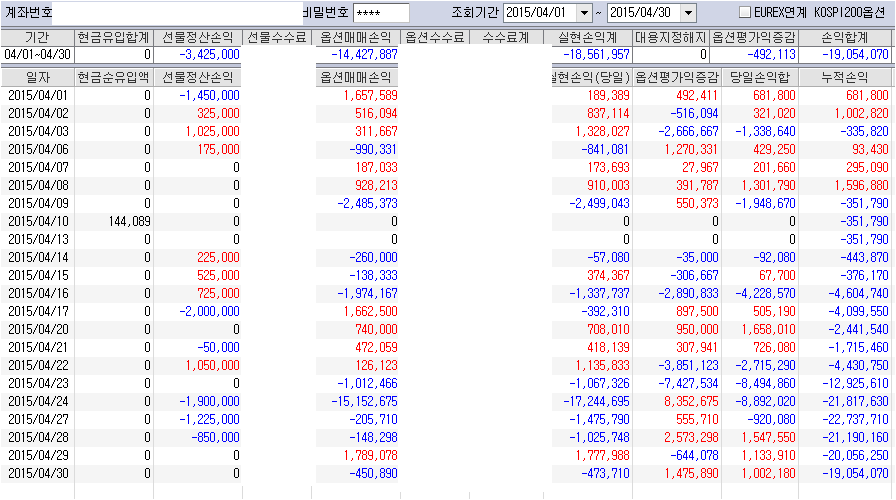 계좌번호 비밀번호 **** 조회기간 2015/04/01 ~ 2015/04/30 EUREX연계 KOSPI200옵션
기간 현금유입합계 선물정산손익 선물수수료 옵션매매손익 옵션수수료 수수료계 실현손익계 대용지정해지 옵션평가익증감 손익합계
04/01~04/30 0 -3,425,000 -14,427,887 -18,561,957 0 -492,113 -19,054,070
일자 현금순유입액 선물정산손익 옵션매매손익 실현손익(당일) 옵션평가익증감 당일손익합 누적손익
2015/04/01 0 -1,450,000 1,657,589 189,389 492,411 681,800 681,800
2015/04/02 0 325,000 516,094 837,114 -516,094 321,020 1,002,820
2015/04/03 0 1,025,000 311,667 1,328,027 -2,666,667 -1,338,640 -335,820
2015/04/06 0 175,000 -990,331 -841,081 1,270,331 429,250 93,430
2015/04/07 0 0 187,033 173,693 27,967 201,660 295,090
2015/04/08 0 0 928,213 910,003 391,787 1,301,790 1,596,880
2015/04/09 0 0 -2,485,373 -2,499,043 550,373 -1,948,670 -351,790
2015/04/10 144,089 0 0 0 0 0 -351,790
2015/04/13 0 0 0 0 0 0 -351,790
2015/04/14 0 225,000 -260,000 -57,080 -35,000 -92,080 -443,870
2015/04/15 0 525,000 -138,333 374,367 -306,667 67,700 -376,170
2015/04/16 0 725,000 -1,974,167 -1,337,737 -2,890,833 -4,228,570 -4,604,740
2015/04/17 0 -2,000,000 1,662,500 -392,310 897,500 505,190 -4,099,550
2015/04/20 0 0 740,000 708,010 950,000 1,658,010 -2,441,540
2015/04/21 0 -50,000 472,059 418,139 307,941 726,080 -1,715,460
2015/04/22 0 1,050,000 126,123 1,135,833 -3,851,123 -2,715,290 -4,430,750
2015/04/23 0 0 -1,012,466 -1,067,326 -7,427,534 -8,494,860 -12,925,610
2015/04/24 0 -1,900,000 -15,152,675 -17,244,695 8,352,675 -8,892,020 -21,817,630
2015/04/27 0 -1,225,000 -205,710 -1,475,790 555,710 -920,080 -22,737,710
2015/04/28 0 -850,000 -148,298 -1,025,748 2,573,298 1,547,550 -21,190,160
2015/04/29 0 0 1,789,078 1,777,988 -644,078 1,133,910 -20,056,250
2015/04/30 0 0 -450,890 -473,710 1,475,890 1,002,180 -19,054,070